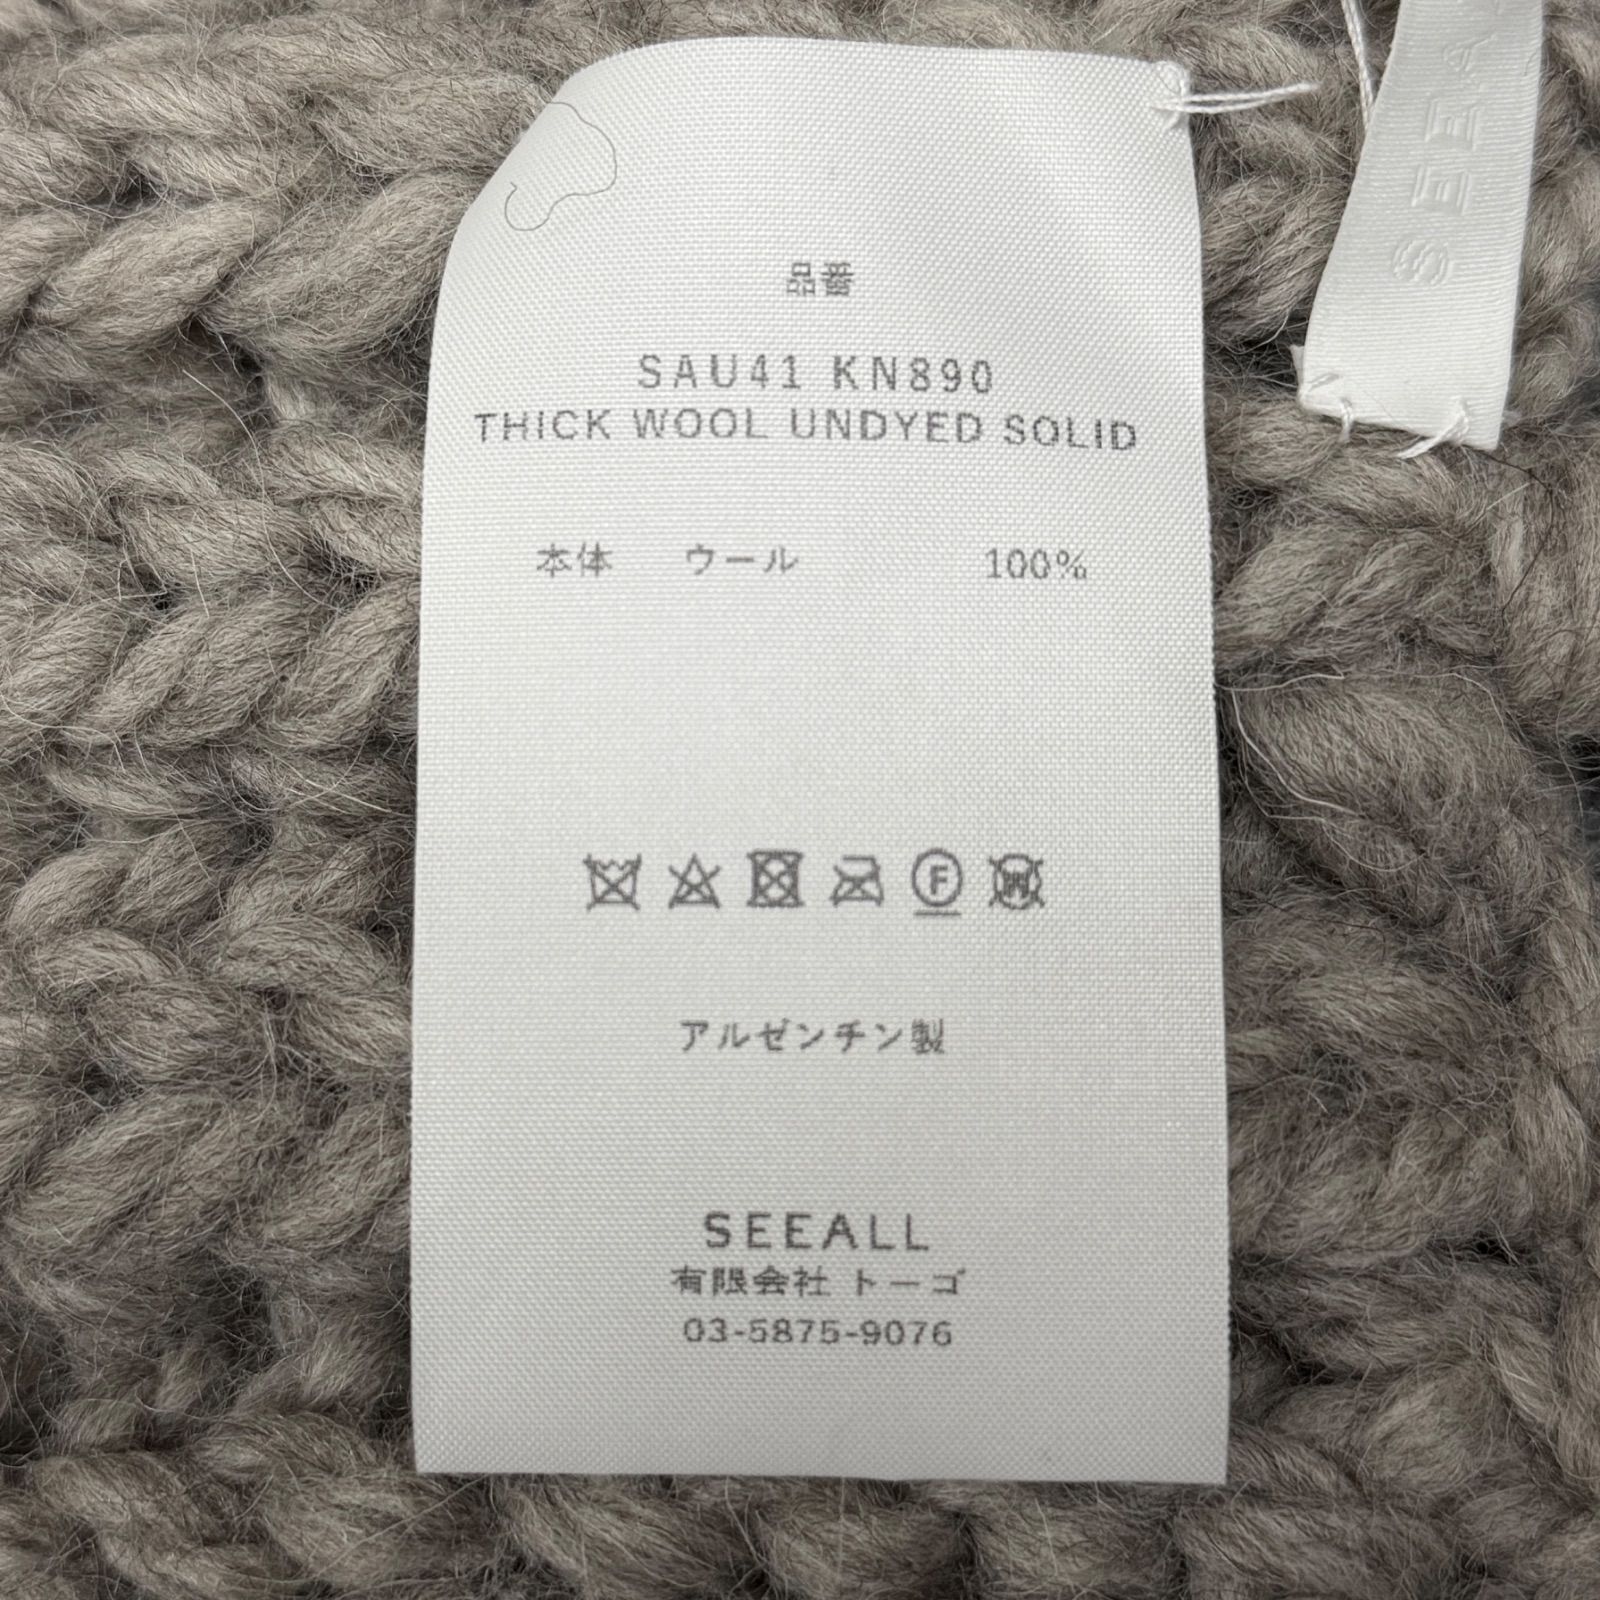 SEEA
品番
SAU41 KN890
THICK WOOL UNDYED SOLID
本体 ウール 100%
F
W
アルゼンチン製
SEEALL
有限会社 トーゴ
03-5875-9076